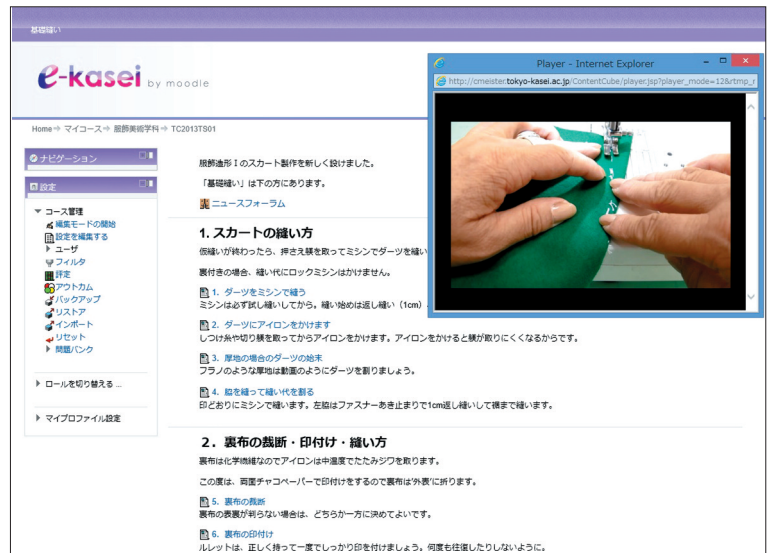 基礎縫い
e-kasei by moodle
Home⇒ マイコース⇒ 服飾美術学科⇒ TC2013TS01
ナビゲーション
設定
コース管理
編集モードの開始
設定を編集する
ユーザ
フィルタ
評定
アウトカム
バックアップ
リストア
インポート
リセット
問題バンク
ロールを切り替える ...
マイプロファイル設定
服飾造形Ⅰのスカート製作を新しく設けました。
「基礎縫い」は下の方にあります。
ニュースフォーラム
1. スカートの縫い方
仮縫いが終わったら、押さえ躾を取ってミシンでダーツを縫い
裏付きの場合、縫い代にロックミシンはかけません。
1. ダーツをミシンで縫う
ミシンは必ず試し縫いしてから。縫い始めは返し縫い（1cm）
2. ダーツにアイロンをかけます
しつけ糸や切り躾を取ってからアイロンをかけます。アイロンをかけると躾が取りにくくなるからです。
3. 厚地の場合のダーツの始末
フラノのような厚地は動画のようにダーツを割りましょう。
4. 脇を縫って縫い代を割る
印どおりにミシンで縫います。左脇はファスナーあき止まりで1cm返し縫いして裾まで縫います。
2. 裏布の裁断・印付け・縫い方
裏布は化学繊維なのでアイロンは中温度でたたみジワを取ります。
この度は、両面チャコペーパーで印付けをするので裏布は'外表'に折ります。
5. 裏布の裁断
裏布の表裏が判らない場合は、どちらか一方に決めてよいです。
6. 裏布の印付け
ルレットは、正しく持って一度でしっかり印を付けましょう。何度も往復したりしないように。
Player - Internet Explorer
http://cmeister.tokyo-kasei.ac.jp/ContentCube/player.jsp?player_mode=12&rtmp_r